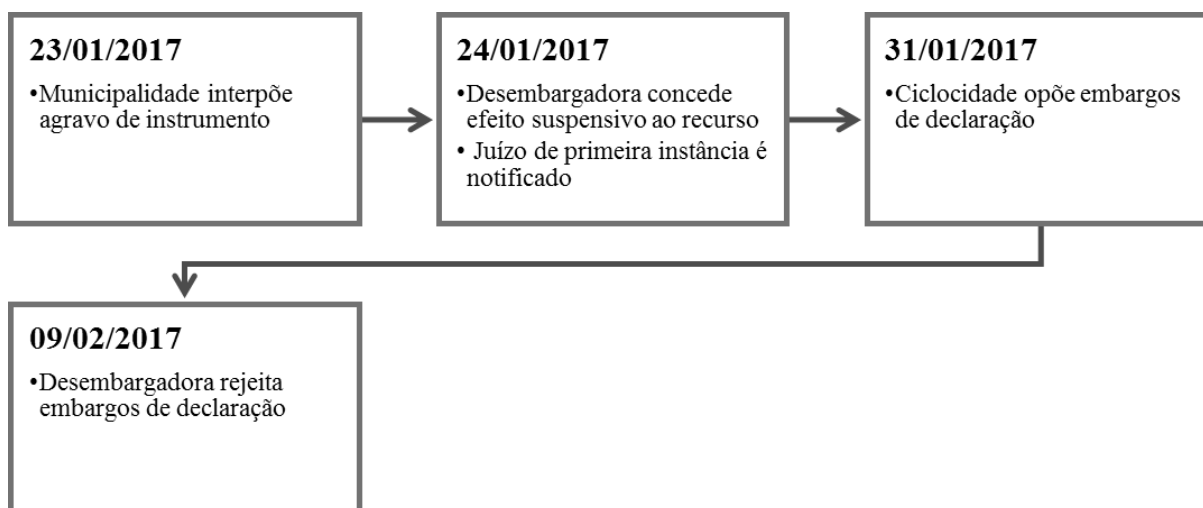 23/01/2017
•Municipalidade interpõe
agravo de instrumento
24/01/2017
•Desembargadora concede
efeito suspensivo ao recurso
• Juízo de primeira instância é
notificado
31/01/2017
•Ciclocidade opõe embargos
de declaração
09/02/2017
•Desembargadora rejeita
embargos de declaração